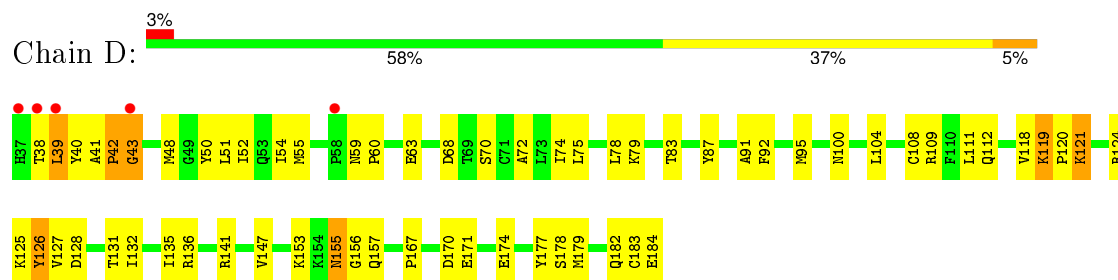 3%
Chain D:
58% 37% 5%
H37 T38 I39 Y40 A41 P42 G43 M48 G49 Y50 L51 I52 Q53 I54 M55 P58 N59 P60 E63 D68 T69 S70 C71 A72 L73 I74 L75 L78 K79 T83 Y87 A91 F92 M95 N100 L104 C108 R109 F110 L111 Q112 V118 K119 P120 K121
K125 Y126 V127 D128 T131 I132 I135 R136 R141 V147 K153 K154 N155 G156 Q157 P167 D170 E171 E174 Y177 S178 M179 Q182 C183 E184